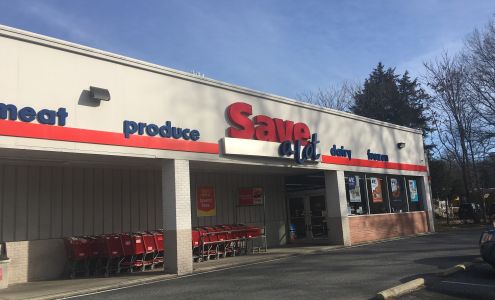 meat produce Save dairy frozen
a lot